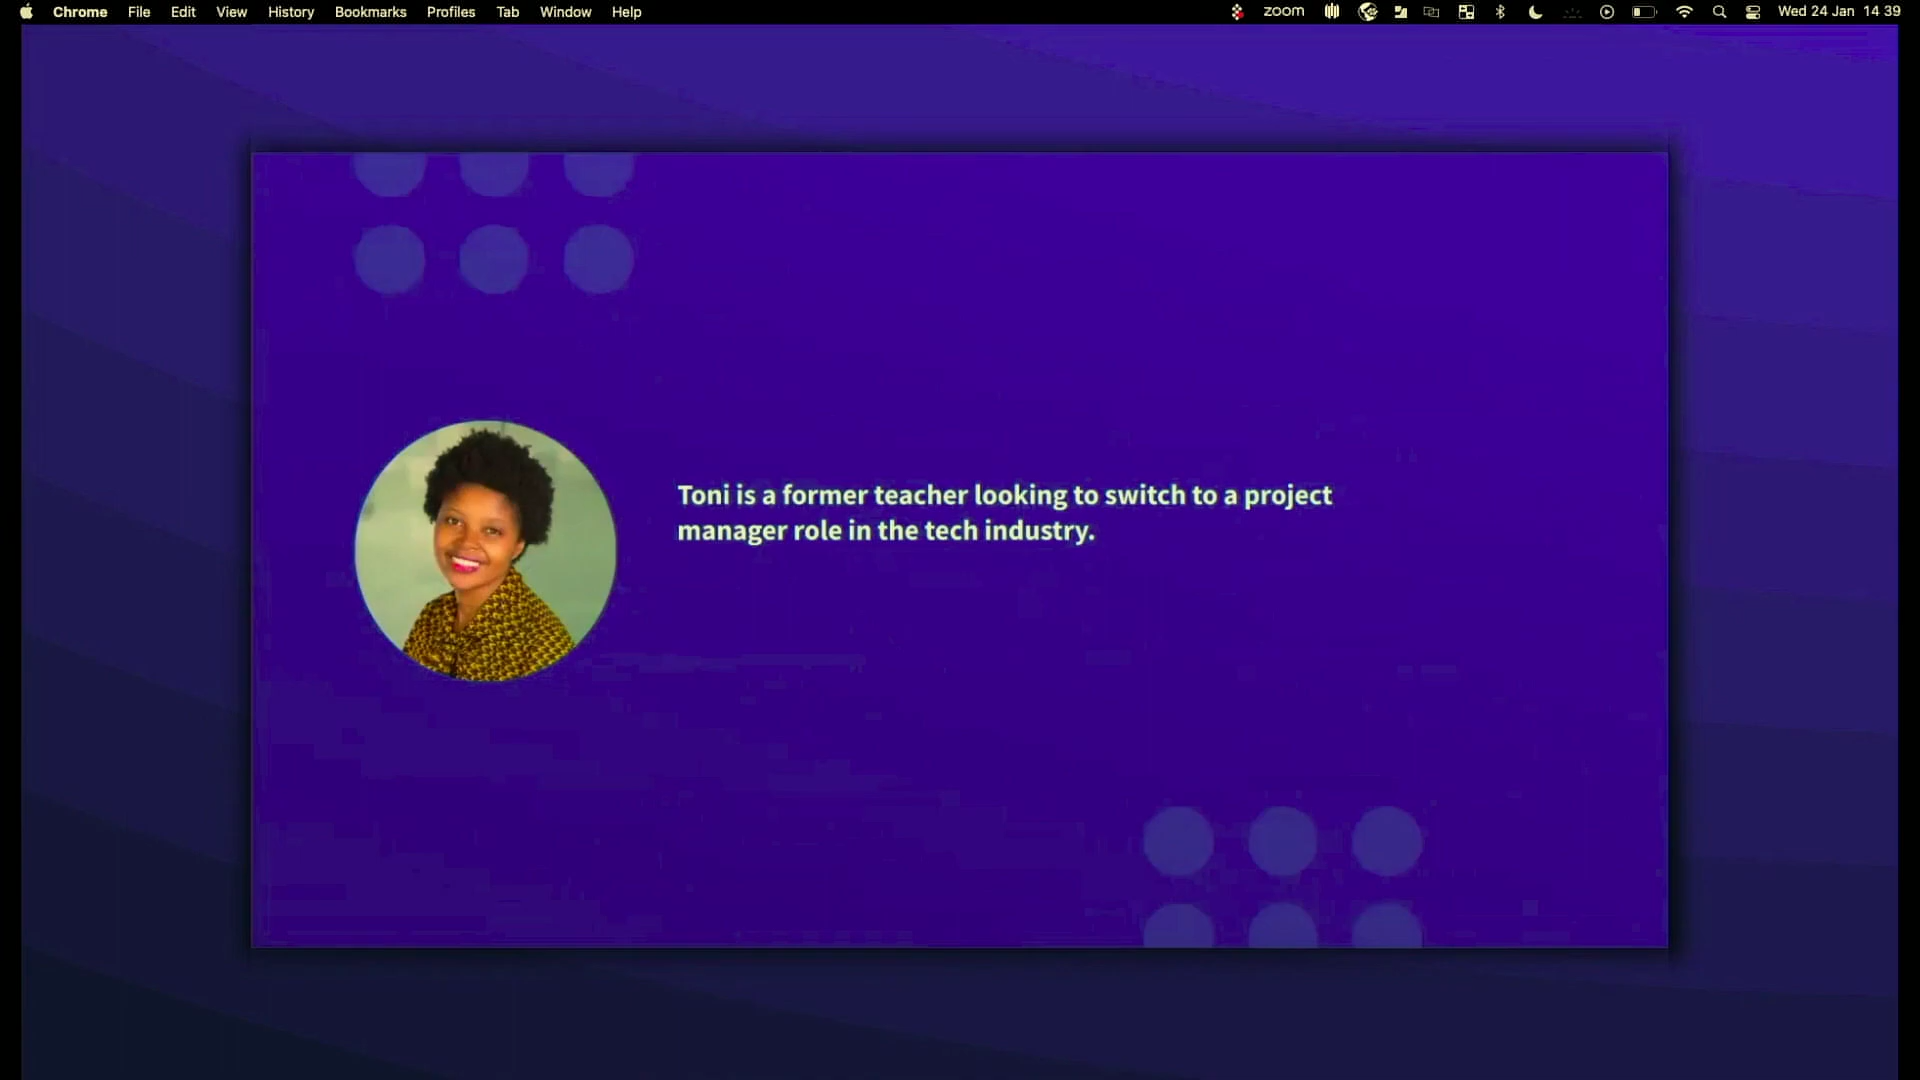 Chrome File Edit View History Bookmarks Profiles Tab Window Help zoom Wed 24 Jan 14 39
Toni is a former teacher looking to switch to a project
manager role in the tech industry.